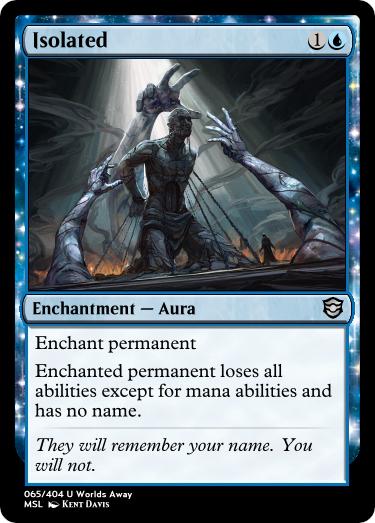 Isolated 1
Enchantment — Aura
Enchant permanent
Enchanted permanent loses all
abilities except for mana abilities and
has no name.
They will remember your name. You
will not.
065/404 U Worlds Away
MSL Kent Davis